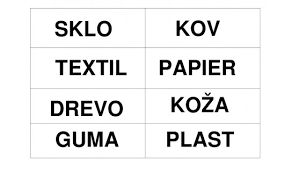 SKLO KOV
TEXTIL PAPIER
DREVO KOŽA
GUMA PLAST